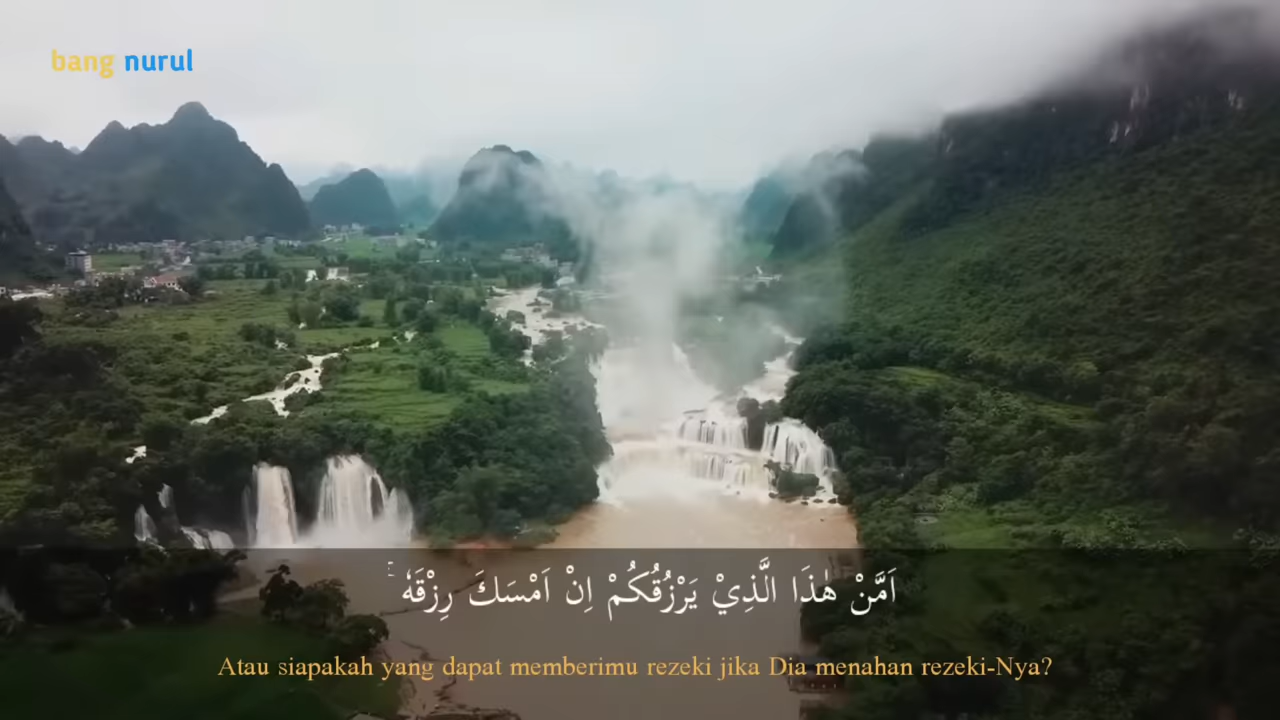 bang nurul
اَمَّنْ هٰذَا الَّذِيْ يَرْزُقُكُمْ اِنْ اَمْسَكَ رِزْقَهٗ ۚ
Atau siapakah yang dapat memberimu rezeki jika Dia menahan rezeki-Nya?